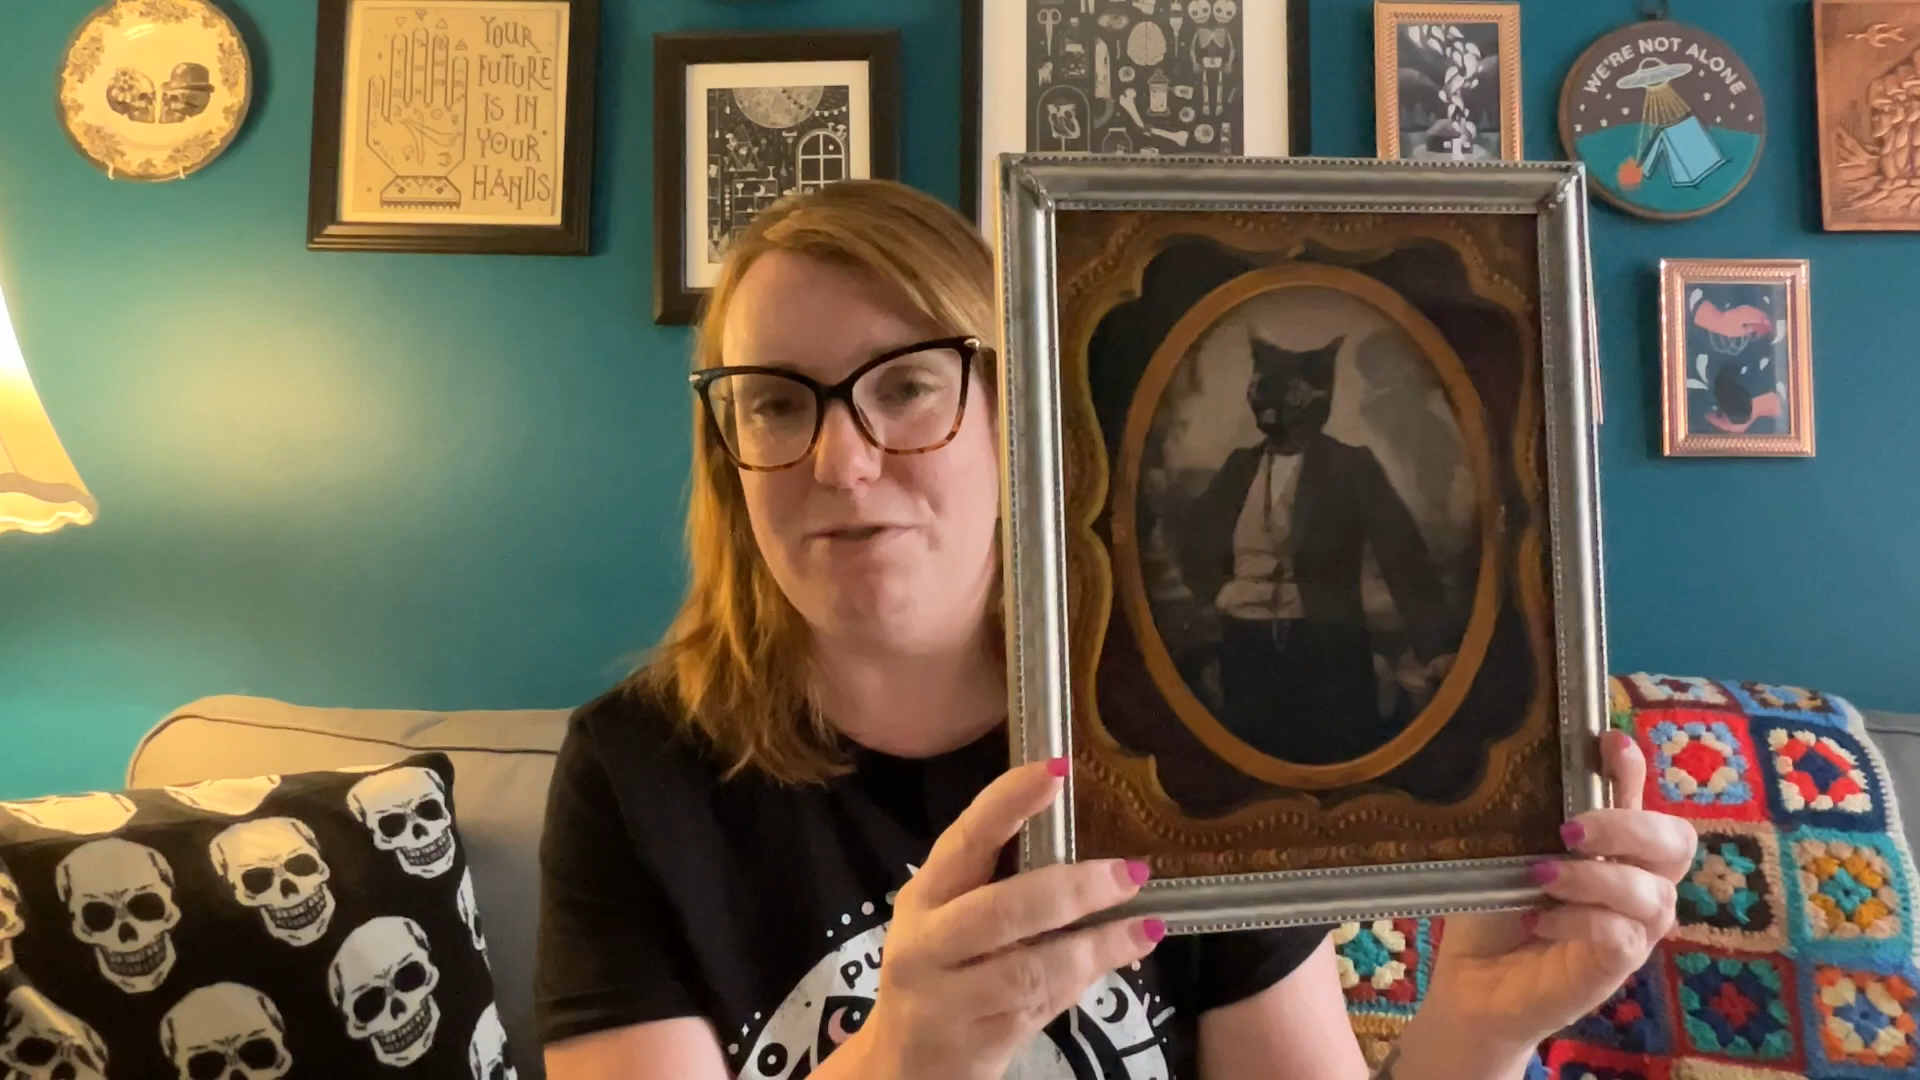 YOUR
FUTURE
IS IN
YOUR
HANDS
WE'RE NOT ALONE